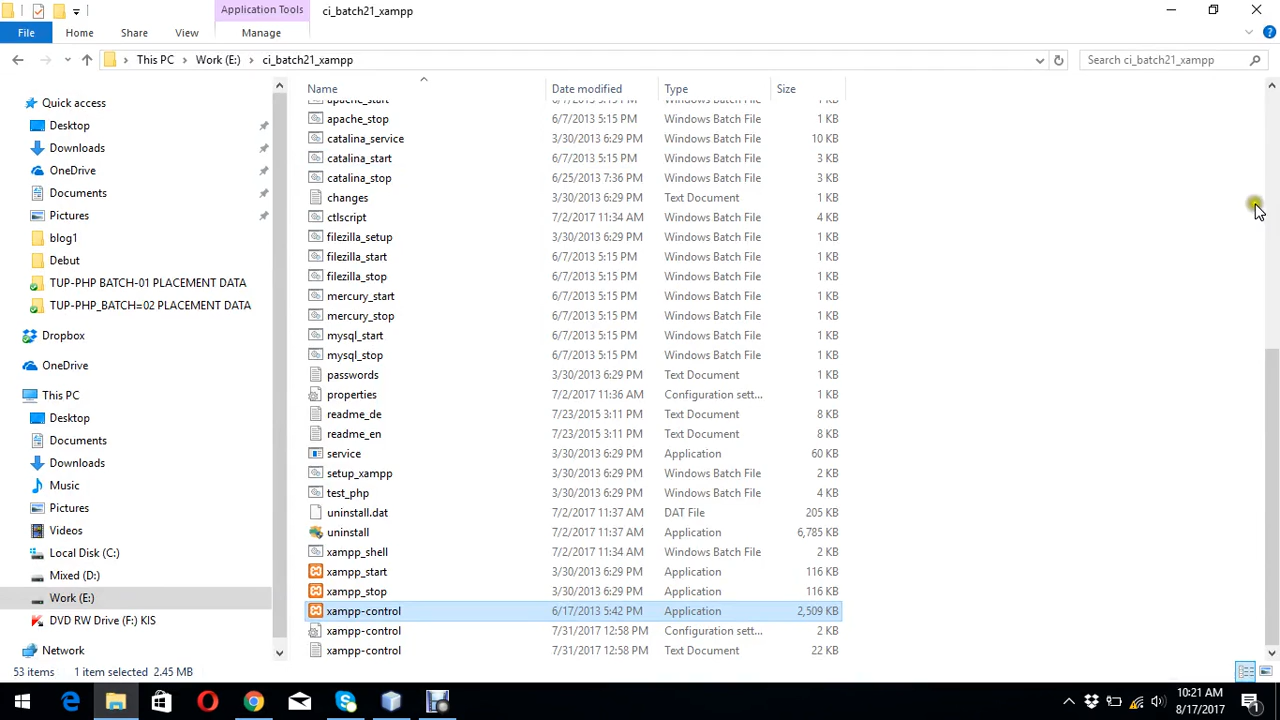 Application Tools
ci_batch21_xampp
File
Home
Share
View
Manage
This PC
Work (E:)
ci_batch21_xampp
Search ci_batch21_xampp
Name
Date modified
Type
Size
Quick access
Desktop
Downloads
OneDrive
Documents
Pictures
blog1
Debut
TUP-PHP BATCH-01 PLACEMENT DATA
TUP-PHP_BATCH=02 PLACEMENT DATA
Dropbox
OneDrive
This PC
Desktop
Documents
Downloads
Music
Pictures
Videos
Local Disk (C:)
Mixed (D:)
Work (E:)
DVD RW Drive (F:) KIS
Network
apache_start 6/7/2013 5:15 PM Windows Batch File 1 KB
apache_stop 6/7/2013 5:15 PM Windows Batch File 1 KB
catalina_service 3/30/2013 6:29 PM Windows Batch File 10 KB
catalina_start 6/7/2013 5:15 PM Windows Batch File 3 KB
catalina_stop 6/25/2013 7:36 PM Windows Batch File 3 KB
changes 3/30/2013 6:29 PM Text Document 1 KB
ctlscript 7/2/2017 11:34 AM Windows Batch File 4 KB
filezilla_setup 3/30/2013 6:29 PM Windows Batch File 1 KB
filezilla_start 6/7/2013 5:15 PM Windows Batch File 1 KB
filezilla_stop 6/7/2013 5:15 PM Windows Batch File 1 KB
mercury_start 6/7/2013 5:15 PM Windows Batch File 1 KB
mercury_stop 6/7/2013 5:15 PM Windows Batch File 1 KB
mysql_start 6/7/2013 5:15 PM Windows Batch File 1 KB
mysql_stop 6/7/2013 5:15 PM Windows Batch File 1 KB
passwords 3/30/2013 6:29 PM Text Document 1 KB
properties 7/2/2017 11:36 AM Configuration sett... 1 KB
readme_de 7/23/2015 3:11 PM Text Document 8 KB
readme_en 7/23/2015 3:11 PM Text Document 8 KB
service 3/30/2013 6:29 PM Application 60 KB
setup_xampp 3/30/2013 6:29 PM Windows Batch File 2 KB
test_php 3/30/2013 6:29 PM Windows Batch File 4 KB
uninstall.dat 7/2/2017 11:37 AM DAT File 205 KB
uninstall 7/2/2017 11:37 AM Application 6,785 KB
xampp_shell 7/2/2017 11:34 AM Windows Batch File 2 KB
xampp_start 3/30/2013 6:29 PM Application 116 KB
xampp_stop 3/30/2013 6:29 PM Application 116 KB
xampp-control 6/17/2013 5:42 PM Application 2,509 KB
xampp-control 7/31/2017 12:58 PM Configuration sett... 2 KB
xampp-control 7/31/2017 12:58 PM Text Document 22 KB
53 items
1 item selected 2.45 MB
10:21 AM
8/17/2017
1